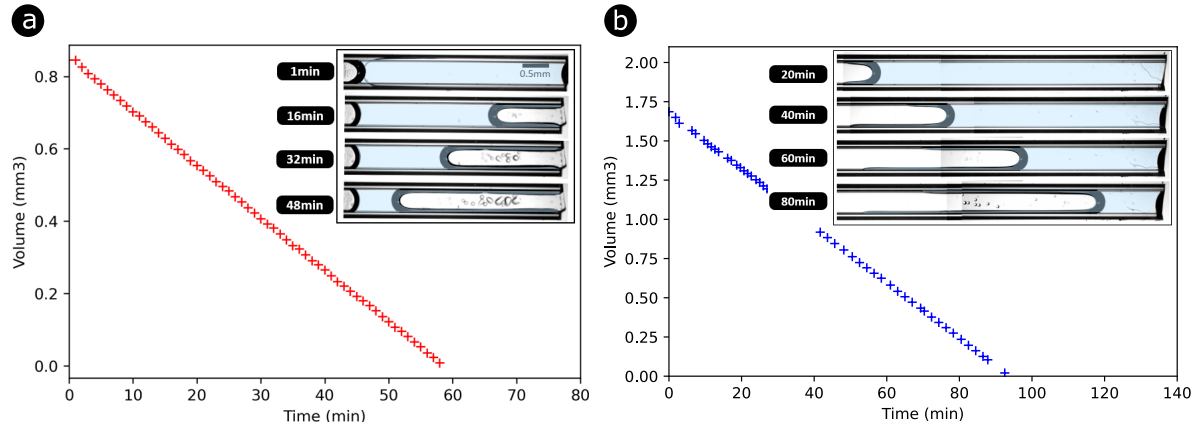 a
0.8
0.6
0.4
0.2
0.0
Volume (mm3)
0
10
20
30
40
50
60
70
80
Time (min)
1min
16min
32min
48min
0.5mm
b
2.00
1.75
1.50
1.25
1.00
0.75
0.50
0.25
0.00
Volume (mm3)
0
20
40
60
80
100
120
140
Time (min)
20min
40min
60min
80min